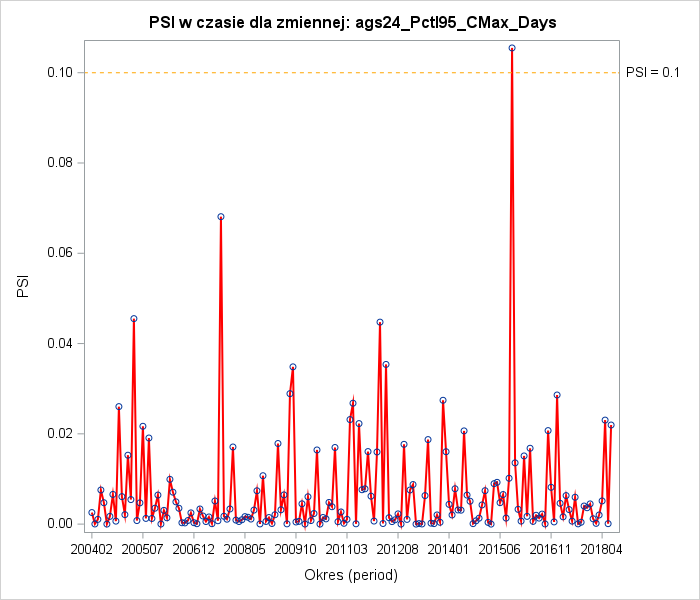 PSI w czasie dla zmiennej: ags24_Pctl95_CMax_Days
0.10
PSI = 0.1
0.08
0.06
PSI
0.04
0.02
0.00
200402 200507 200612 200805 200910 201103 201208 201401 201506 201611 201804
Okres (period)